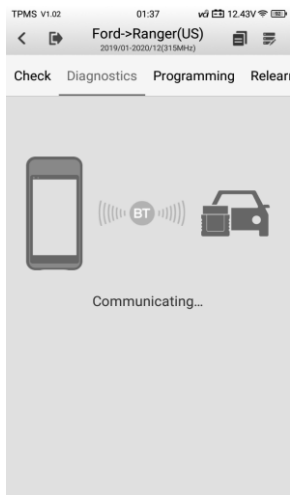 TPMS V1.02 01:37 12.43V
Ford->Ranger(US)
2019/01-2020/12(315MHz)
Check Diagnostics Programming Relearn
BT
Communicating…